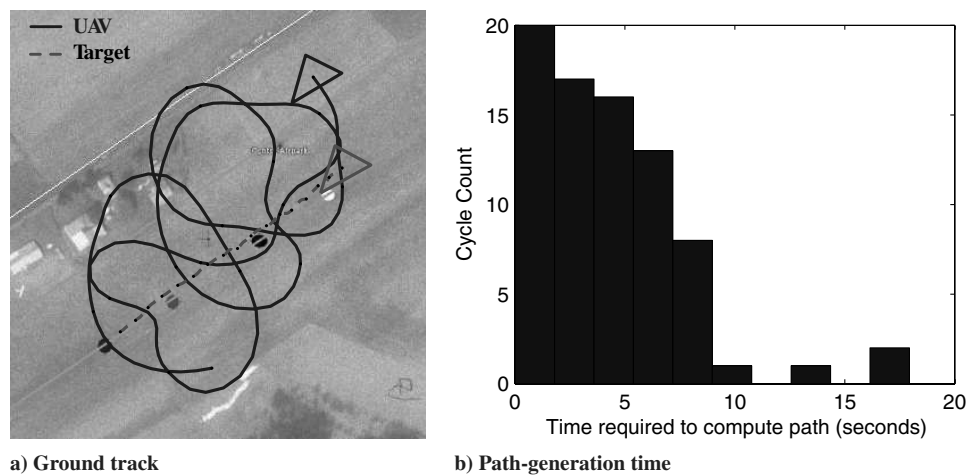 UAV
Target
a) Ground track
20
15
10
5
0
Cycle Count
0 5 10 15 20
Time required to compute path (seconds)
b) Path-generation time